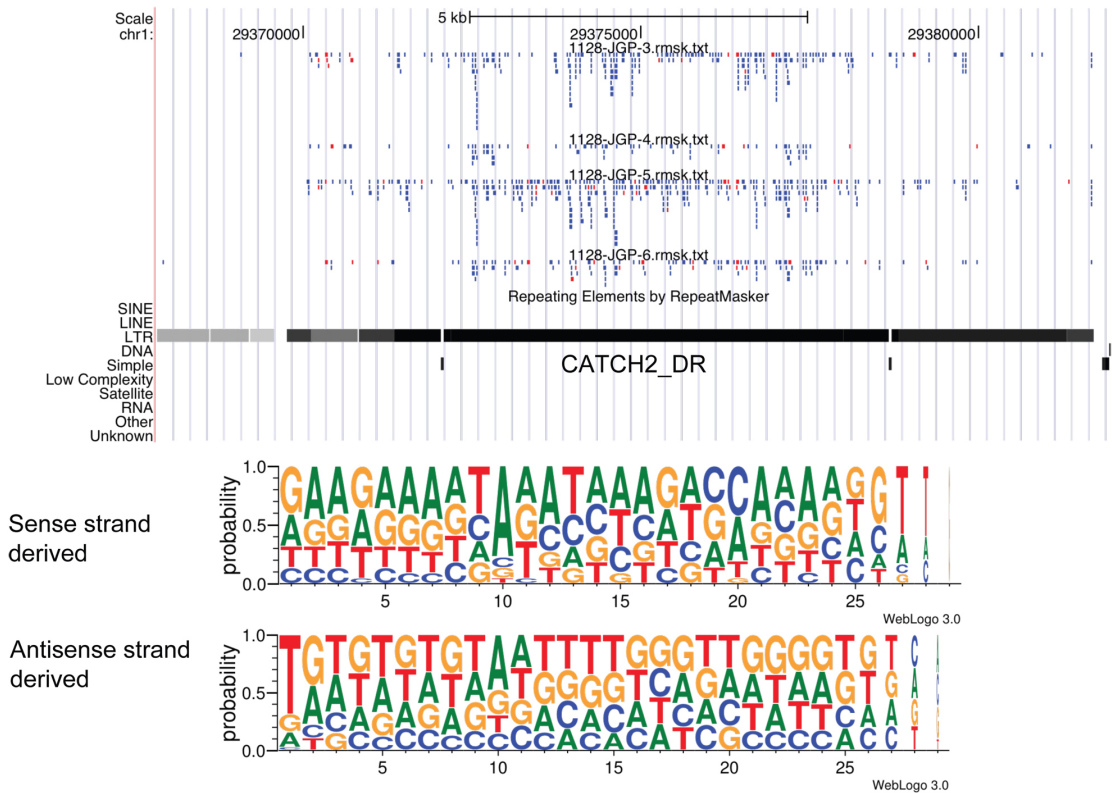 Scale
5 kb
chr1:
29370000
29375000
29380000
1128-JGP-3.rmsk.txt
1128-JGP-4.rmsk.txt
1128-JGP-5.rmsk.txt
1128-JGP-6.rmsk.txt
Repeating Elements by RepeatMasker
SINE
LINE
LTR
DNA
Simple
CATCH2_DR
Low Complexity
Satellite
RNA
Other
Unknown
Sense strand
derived
probability
1.0
0.5
0.0
5 10 15 20 25
WebLogo 3.0
Antisense strand
derived
probability
1.0
0.5
0.0
5 10 15 20 25
WebLogo 3.0